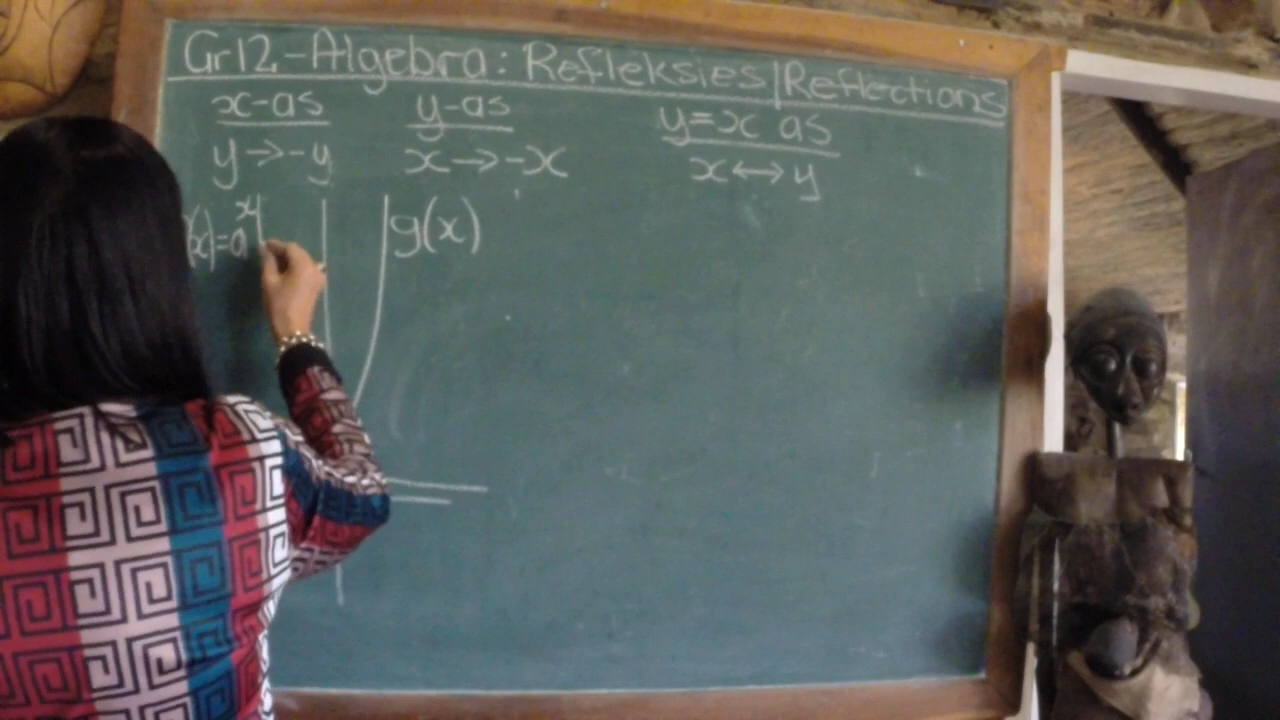 Gr12-Algebra: Refleksies|Reflections
x-as y-as y=x as
y→-y x→-x x↔y
(x)=a^x g(x)